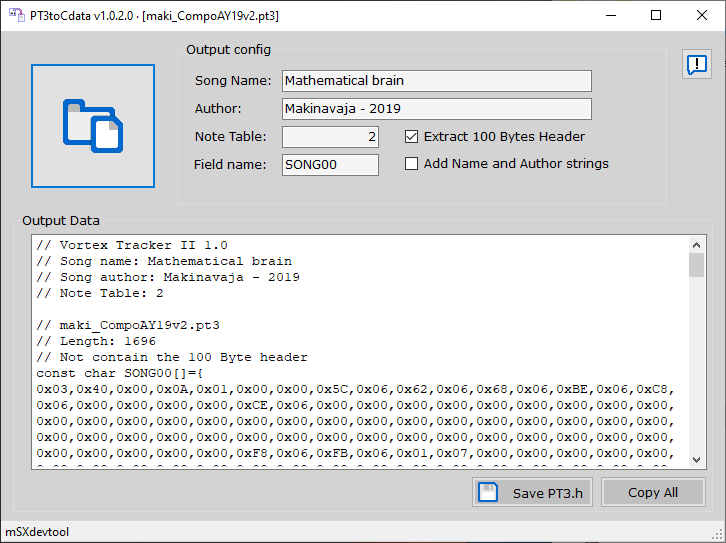 PT3toCdata v1.0.2.0 · [maki_CompoAY19v2.pt3]
Output config
Song Name: Mathematical brain
Author: Makinavaja - 2019
Note Table: 2 Extract 100 Bytes Header
Field name: SONG00 Add Name and Author strings
Output Data
// Vortex Tracker II 1.0
// Song name: Mathematical brain
// Song author: Makinavaja - 2019
// Note Table: 2
// maki_CompoAY19v2.pt3
// Length: 1696
// Not contain the 100 Byte header
const char SONG00[]={
0x03,0x40,0x00,0x0A,0x01,0x00,0x00,0x5C,0x06,0x62,0x06,0x68,0x06,0xBE,0x06,0xC8,
0x06,0x00,0x00,0x00,0x00,0xCE,0x06,0x00,0x00,0x00,0x00,0x00,0x00,0x00,0x00,0x00,
0x00,0x00,0x00,0x00,0x00,0x00,0x00,0x00,0x00,0x00,0x00,0x00,0x00,0x00,0x00,0x00,
0x00,0x00,0x00,0x00,0x00,0x00,0x00,0x00,0x00,0x00,0x00,0x00,0x00,0x00,0x00,0x00,
0x00,0x00,0x00,0x00,0x00,0xF8,0x06,0xFB,0x06,0x01,0x07,0x00,0x00,0x00,0x00,0x00,
Save PT3.h Copy All
mSXdevtool